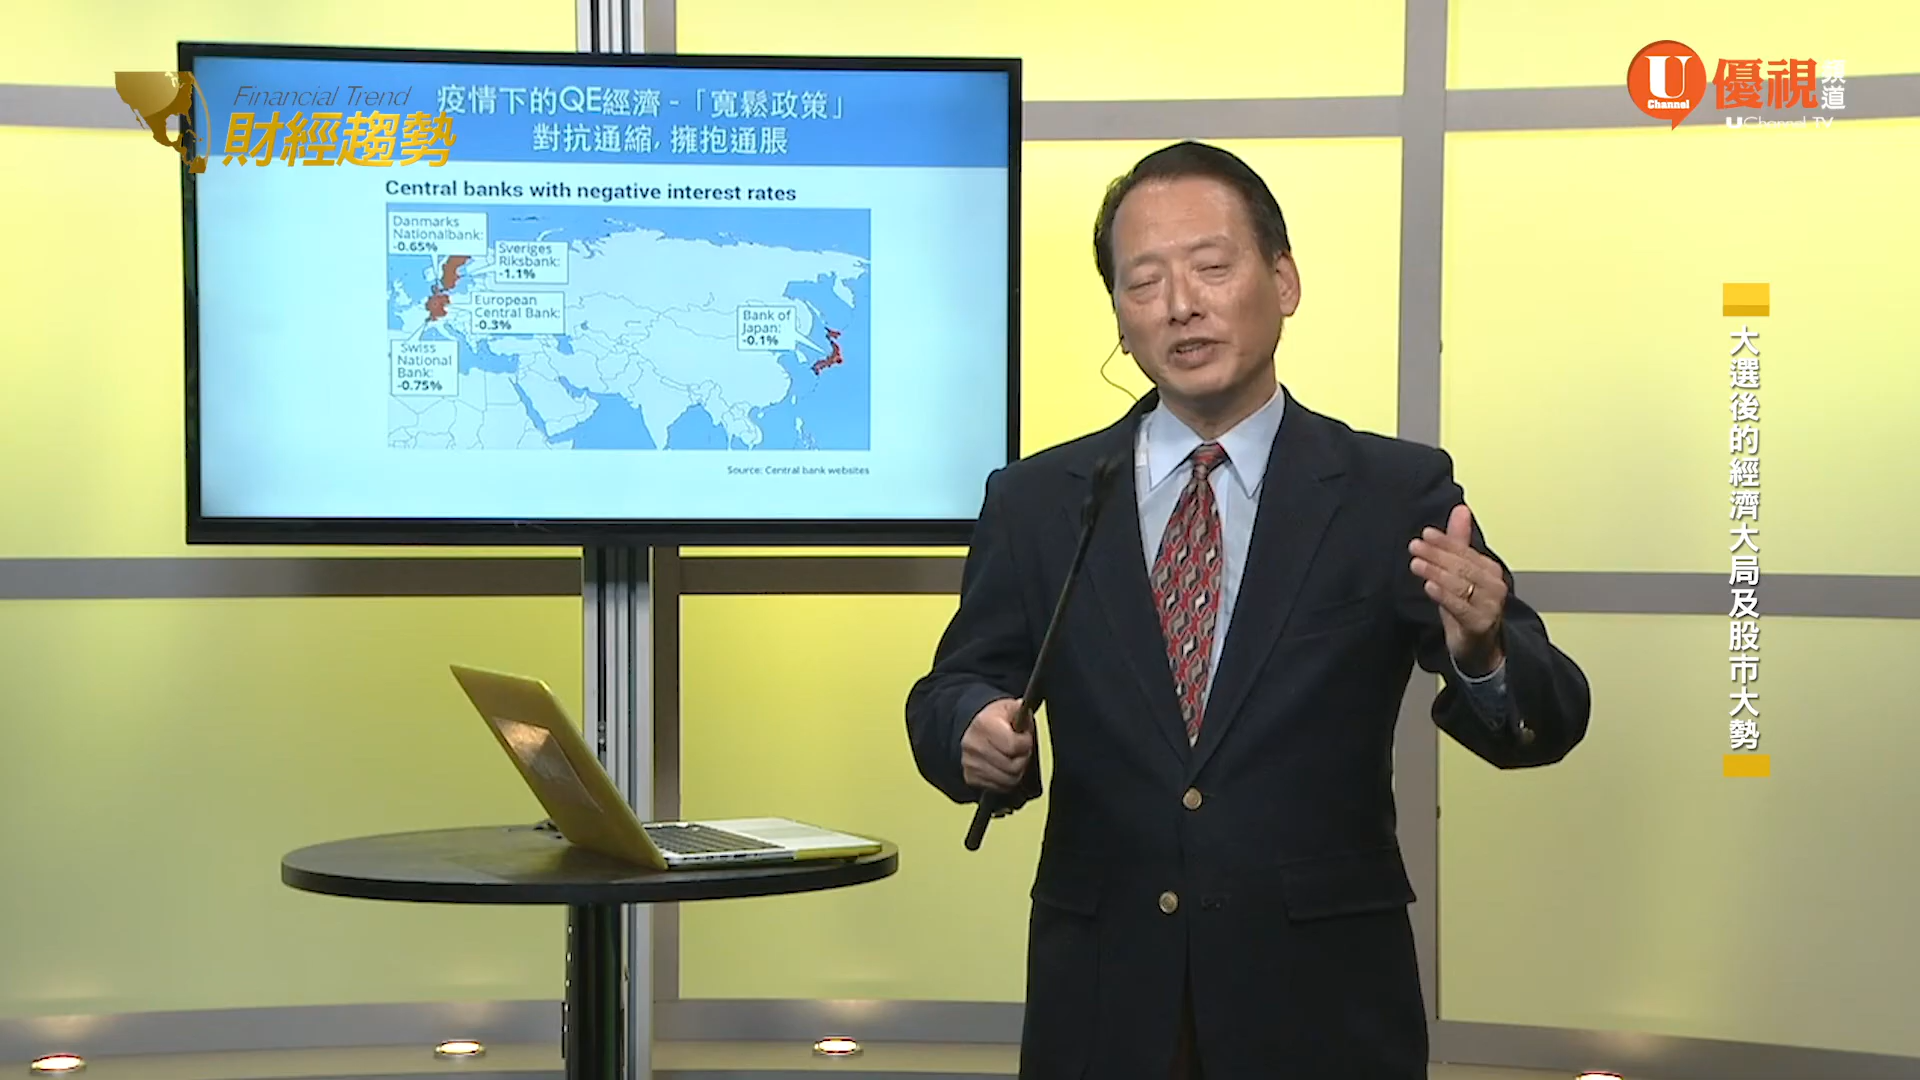 Financial Trend
財經趨勢
疫情下的QE經濟 -「寬鬆政策」
對抗通縮, 擁抱通脹
Central banks with negative interest rates
Danmarks
Nationalbank:
-0.65%
Sveriges
Riksbank:
-1.1%
European
Central Bank:
-0.3%
Swiss
National
Bank:
-0.75%
Bank of
Japan:
-0.1%
Source: Central bank websites
U
Channel
優視
頻道
UChannel TV
大選後的經濟大局及股市大勢